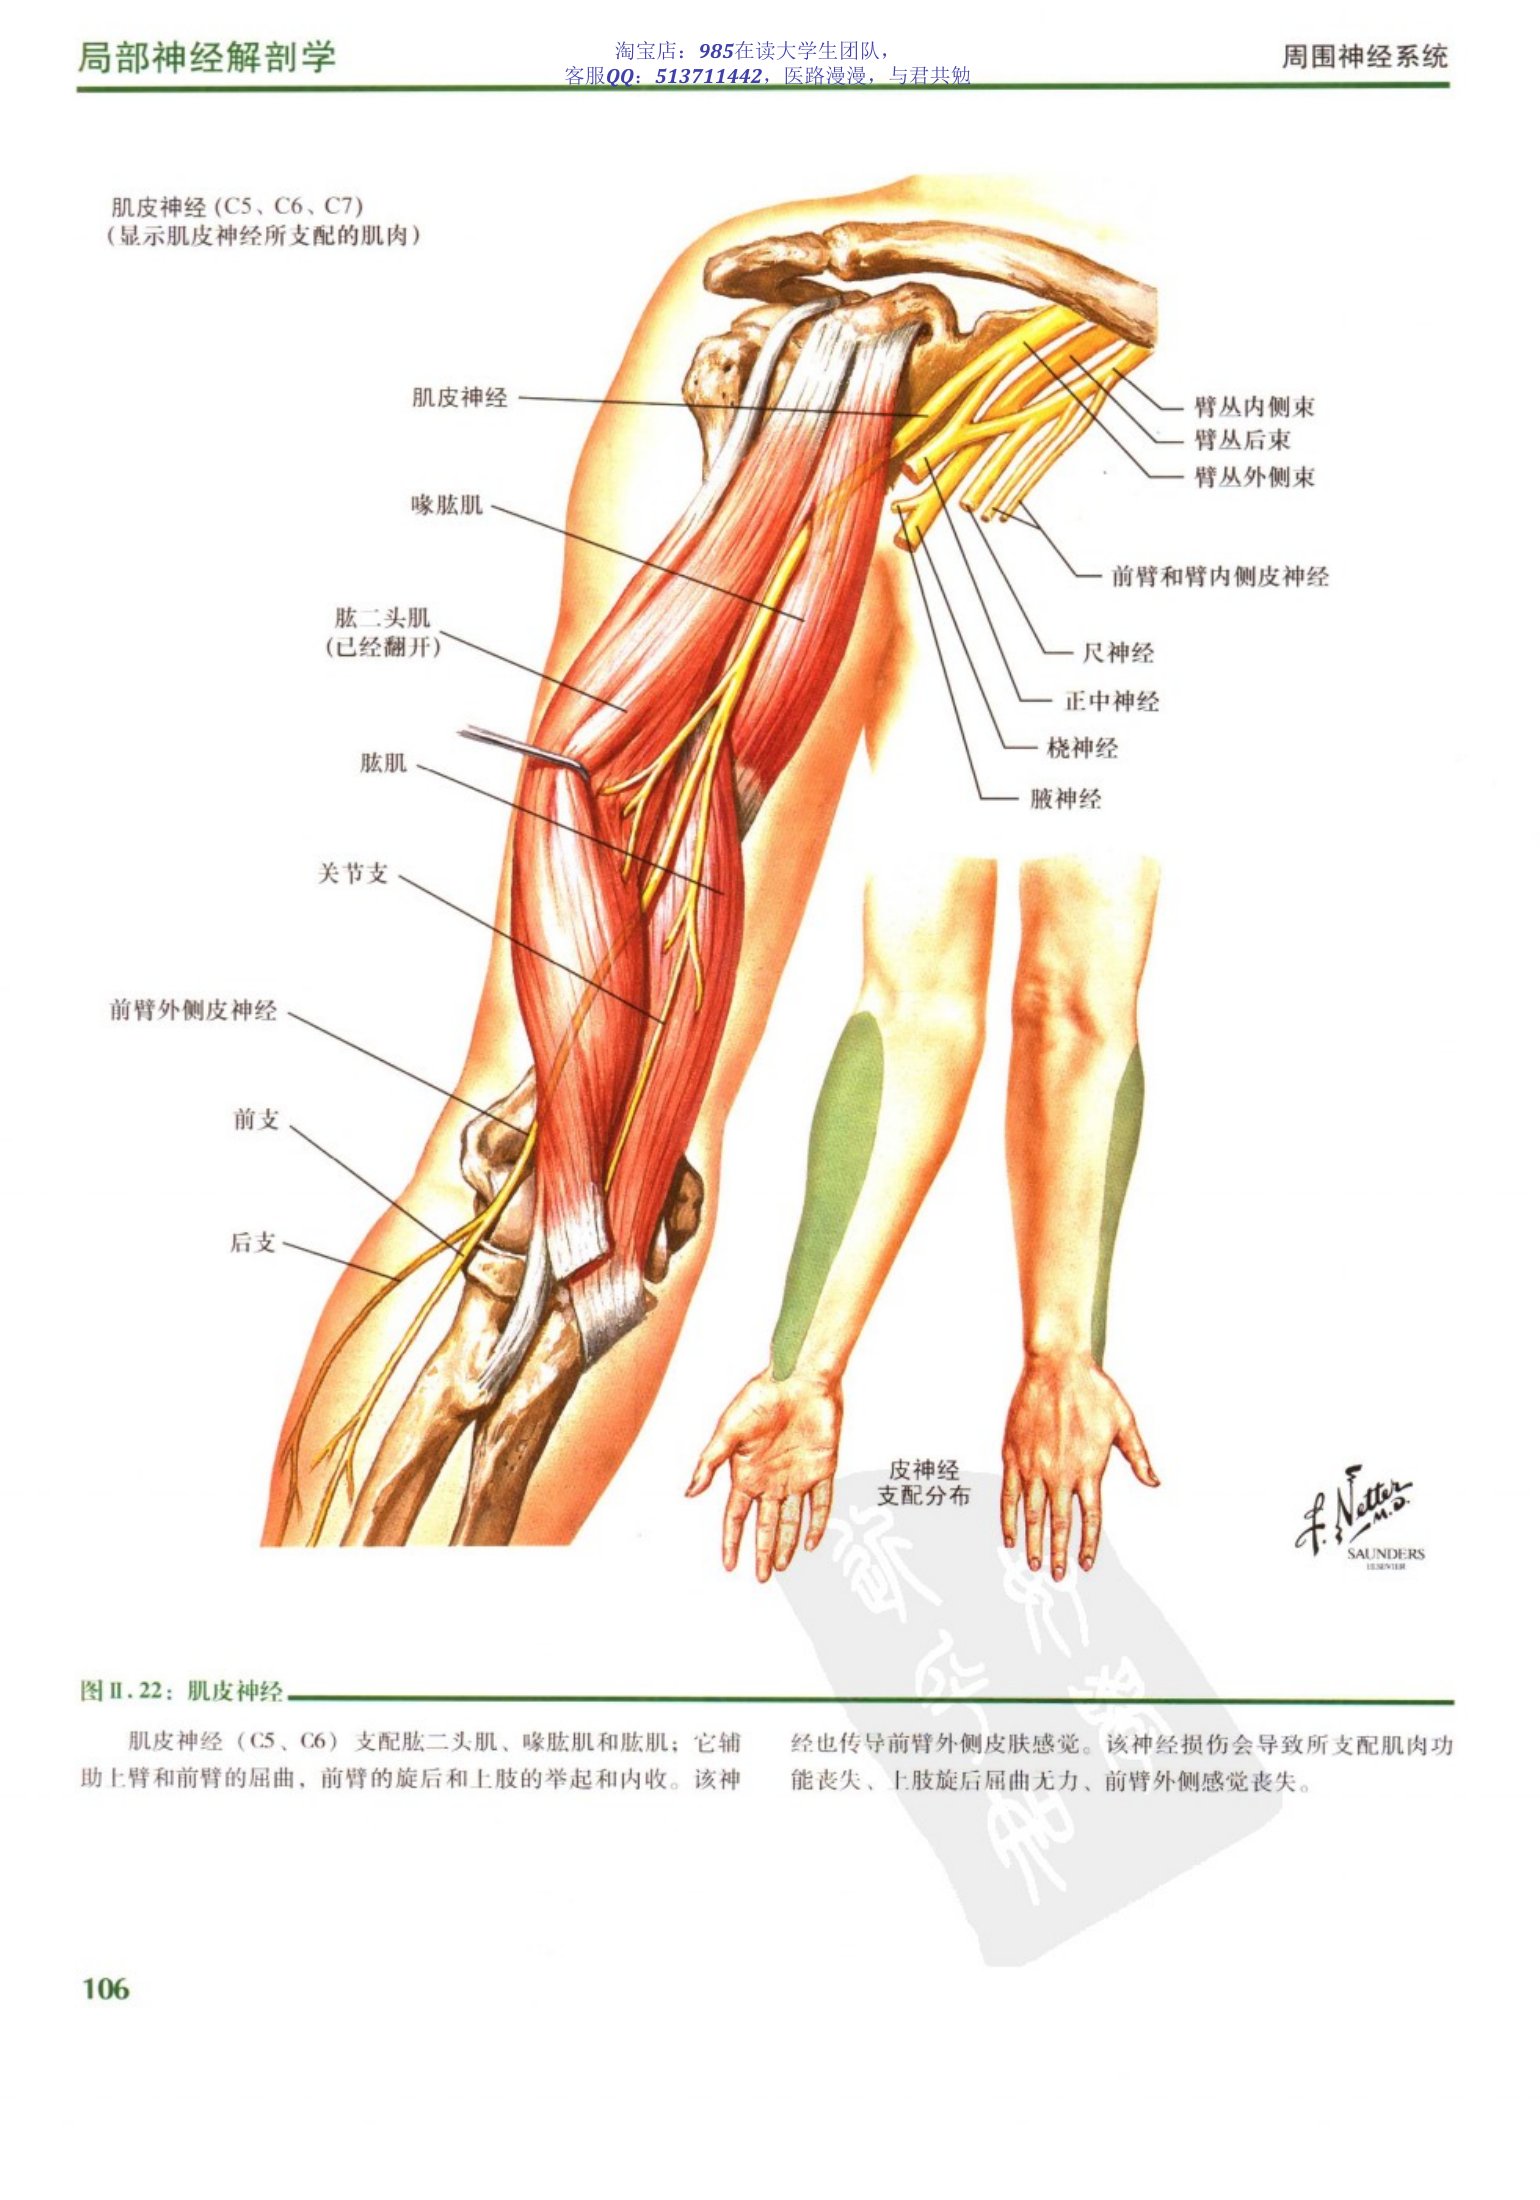 局部神经解剖学
淘宝店：985在读大学生团队，
客服QQ：513711442，医路漫漫，与君共勉
周围神经系统
肌皮神经 (C5、C6、C7)
(显示肌皮神经所支配的肌肉)
肌皮神经
喙肱肌
肱二头肌
(已经翻开)
肱肌
关节支
前臂外侧皮神经
前支
后支
臂丛内侧束
臂丛后束
臂丛外侧束
前臂和臂内侧皮神经
尺神经
正中神经
桡神经
腋神经
皮神经
支配分布
F. Netter
M.D.
SAUNDERS
ELSEVIER
图 Ⅱ . 22：肌皮神经
肌皮神经（C5、C6）支配肱二头肌、喙肱肌和肱肌；它辅
助上臂和前臂的屈曲，前臂的旋后和上肢的举起和内收。该神
经也传导前臂外侧皮肤感觉。该神经损伤会导致所支配肌肉功
能丧失、上肢旋后屈曲无力、前臂外侧感觉丧失。
106